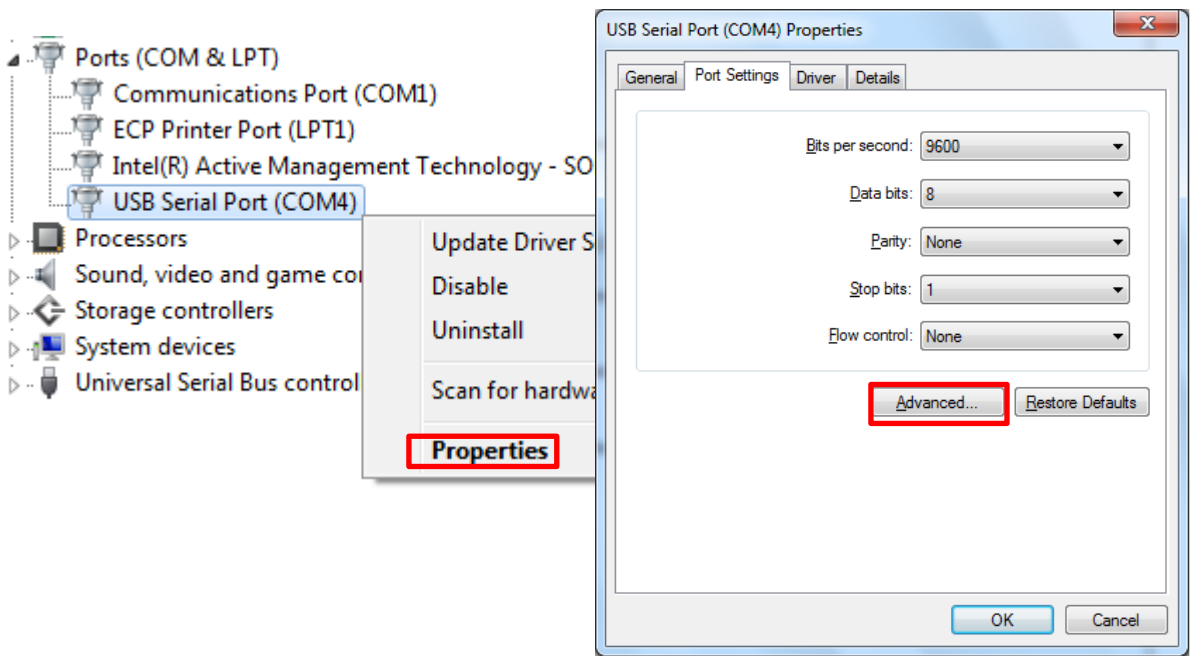 Ports (COM & LPT)
Communications Port (COM1)
ECP Printer Port (LPT1)
Intel(R) Active Management Technology - SO
USB Serial Port (COM4)
Processors
Sound, video and game co
Storage controllers
System devices
Universal Serial Bus control
Update Driver S
Disable
Uninstall
Scan for hardwa
Properties
USB Serial Port (COM4) Properties
General Port Settings Driver Details
Bits per second: 9600
Data bits: 8
Parity: None
Stop bits: 1
Flow control: None
Advanced... Restore Defaults
OK Cancel